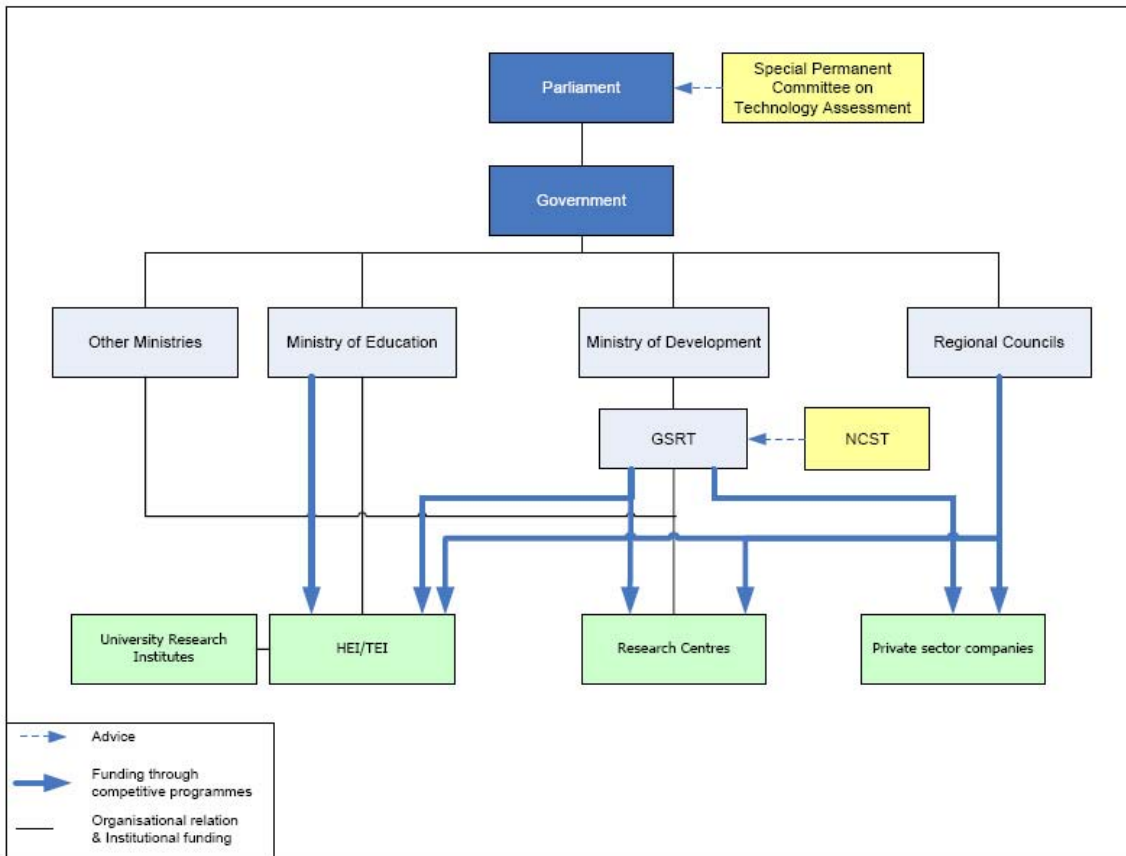 Parliament
Special Permanent
Committee on
Technology Assessment
Government
Other Ministries
Ministry of Education
Ministry of Development
Regional Councils
GSRT
NCST
University Research
Institutes
HEI/TEI
Research Centres
Private sector companies
Advice
Funding through
competitive programmes
Organisational relation
& Institutional funding